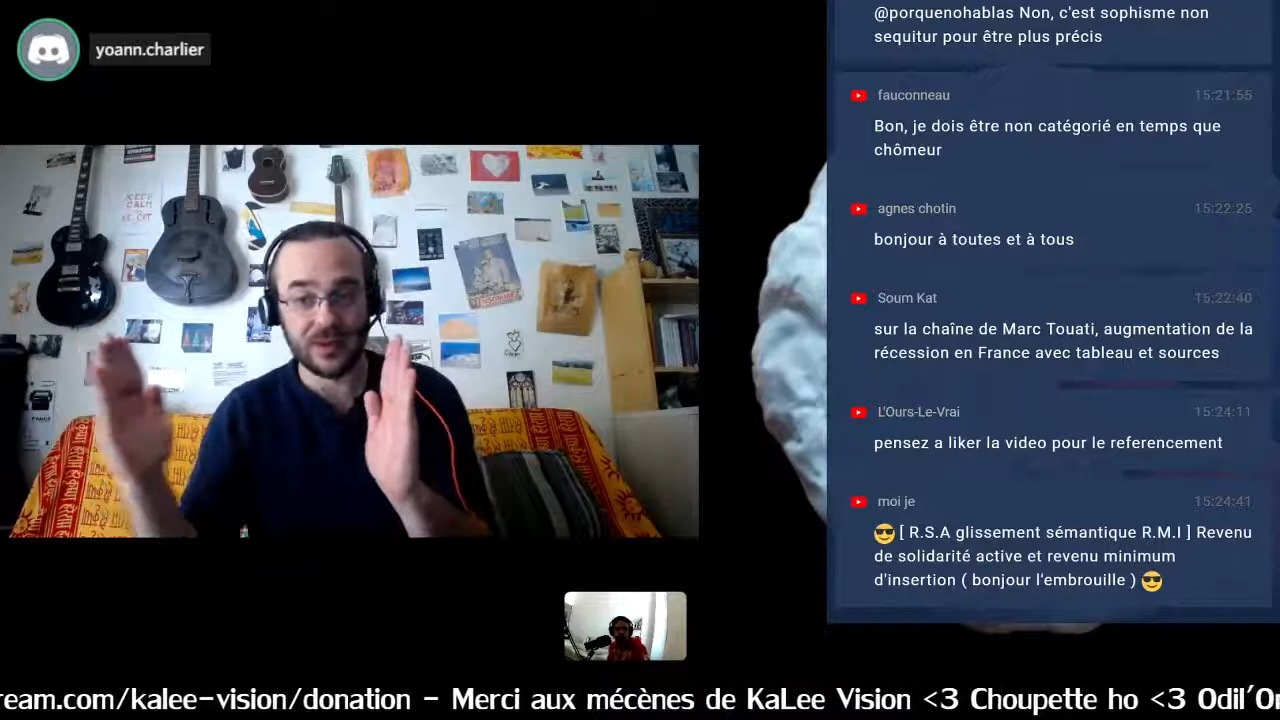 yoann.charlier
@porquenohablas Non, c'est sophisme non
sequitur pour être plus précis
fauconneau 15:21:55
Bon, je dois être non catégorié en temps que
chômeur
agnes chotin 15:22:25
bonjour à toutes et à tous
Soum Kat 15:22:40
sur la chaîne de Marc Touati, augmentation de la
récession en France avec tableau et sources
L'Ours-Le-Vrai 15:24:11
pensez a liker la video pour le referencement
moi je 15:24:41
😎 [ R.S.A glissement sémantique R.M.I ] Revenu
de solidarité active et revenu minimum
d'insertion ( bonjour l'embrouille ) 😎
KEEP
CALM
ream.com/kalee-vision/donation - Merci aux mécènes de KaLee Vision <3 Choupette ho <3 Odil'O